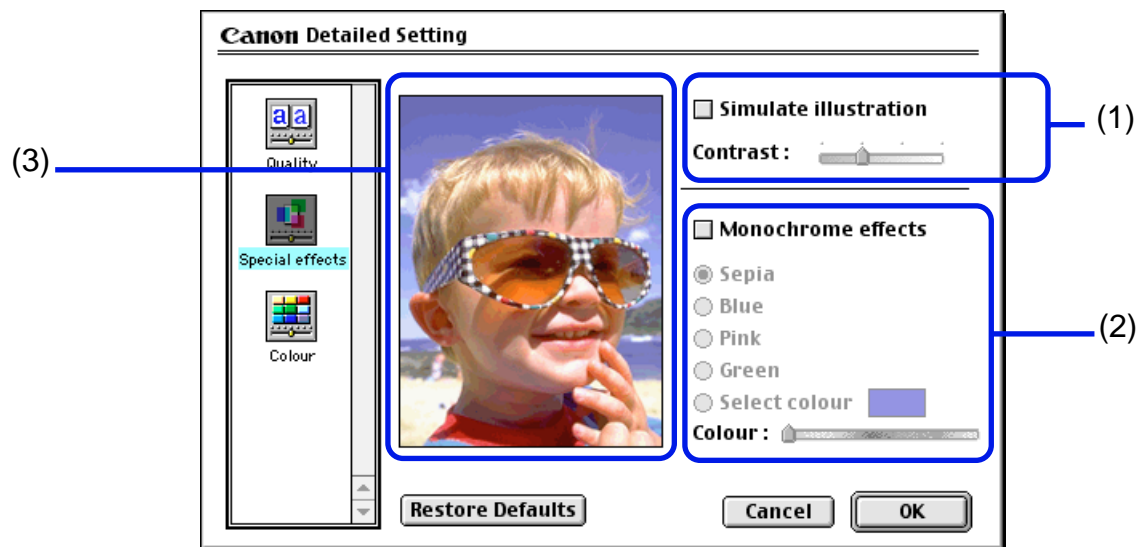 Canon Detailed Setting
a a
Quality
Special effects
Colour
Simulate illustration
Contrast :
Monochrome effects
Sepia
Blue
Pink
Green
Select colour
Colour :
Restore Defaults
Cancel
OK
(1)
(2)
(3)